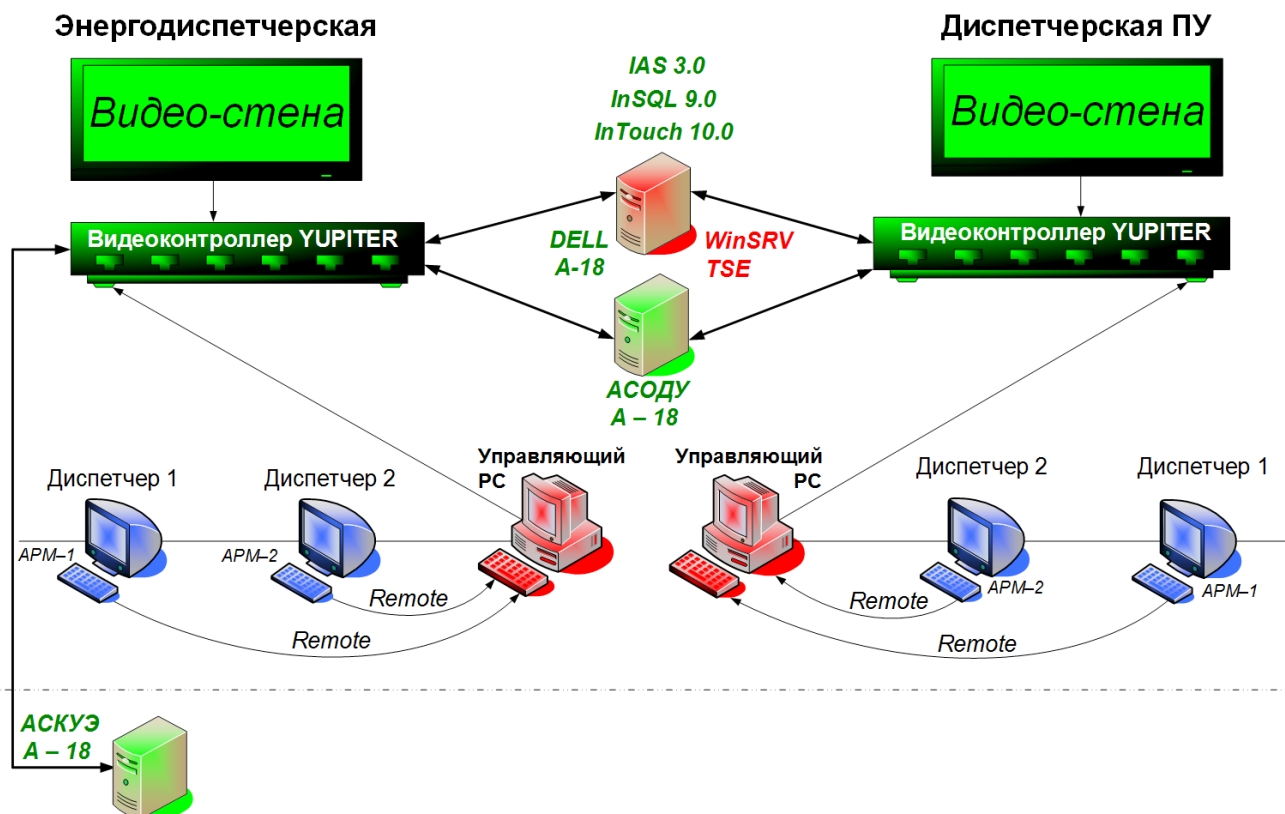 Энергодиспетчерская
Диспетчерская ПУ
Видео-стена
IAS 3.0
InSQL 9.0
InTouch 10.0
Видео-стена
Видеоконтроллер YUPITER
DELL
A-18
WinSRV
TSE
Видеоконтроллер YUPITER
АСОДУ
А – 18
Диспетчер 1
Диспетчер 2
Управляющий
PC
Управляющий
PC
Диспетчер 2
Диспетчер 1
АРМ–1
АРМ–2
АРМ–2
АРМ–1
Remote
Remote
Remote
Remote
АСКУЭ
А – 18